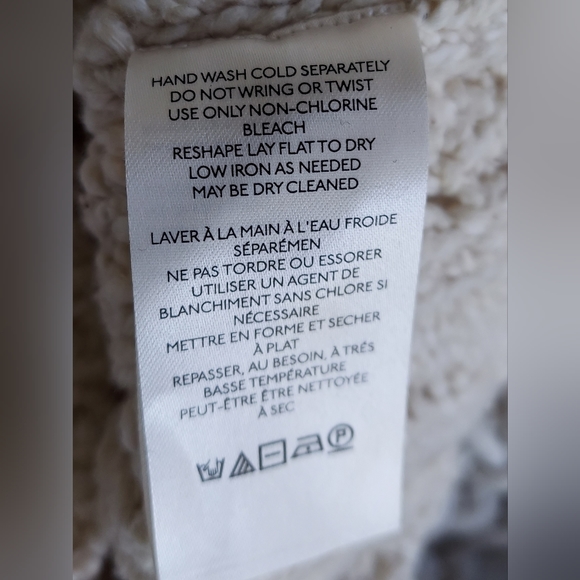 HAND WASH COLD SEPARATELY
DO NOT WRING OR TWIST
USE ONLY NON-CHLORINE
BLEACH
RESHAPE LAY FLAT TO DRY
LOW IRON AS NEEDED
MAY BE DRY CLEANED
LAVER À LA MAIN À L'EAU FROIDE
SÉPARÉMEN
NE PAS TORDRE OU ESSORER
UTILISER UN AGENT DE
BLANCHIMENT SANS CHLORE SI
NÉCESSAIRE
METTRE EN FORME ET SECHER
À PLAT
REPASSER, AU BESOIN, À TRÉS
BASSE TEMPÉRATURE
PEUT-ÊTRE ÊTRE NETTOYÉE
À SEC
P